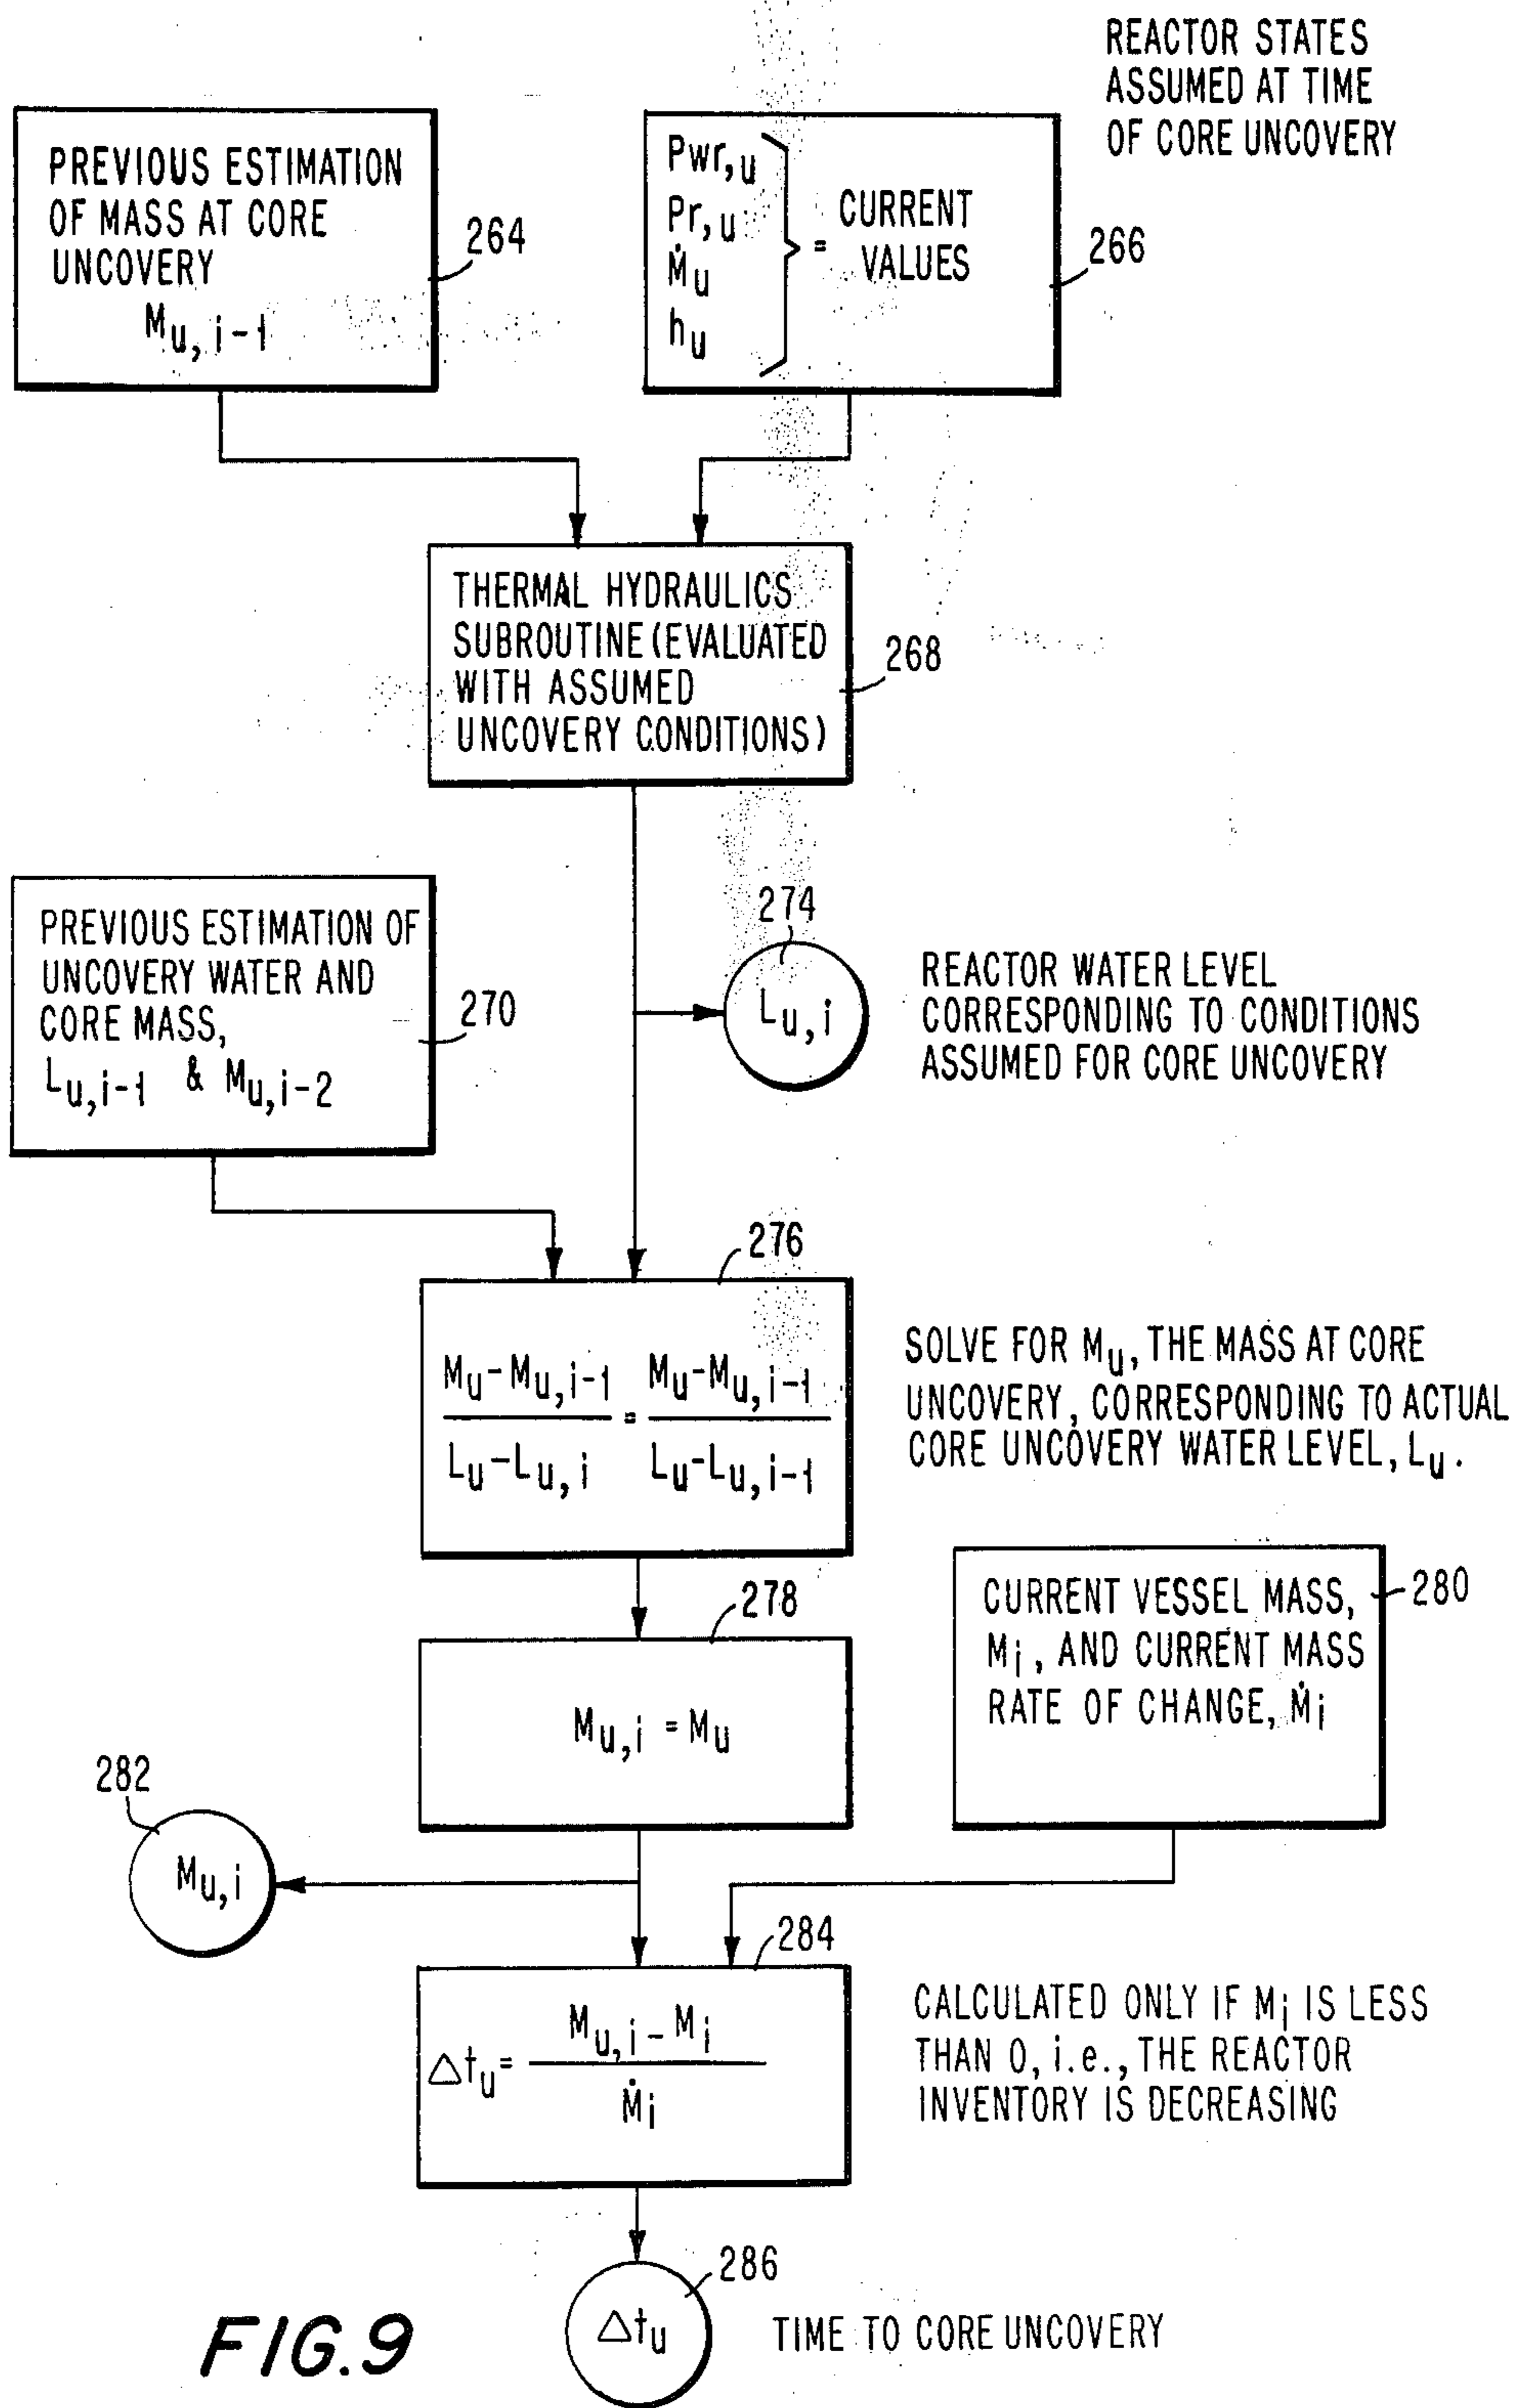 REACTOR STATES
ASSUMED AT TIME
OF CORE UNCOVERY
PREVIOUS ESTIMATION
OF MASS AT CORE
UNCOVERY
Mu, i-1
264
Pwr,u
Pr,u
Ṁu
hu
= CURRENT
VALUES
266
THERMAL HYDRAULICS
SUBROUTINE (EVALUATED
WITH ASSUMED
UNCOVERY CONDITIONS)
268
PREVIOUS ESTIMATION OF
UNCOVERY WATER AND
CORE MASS,
Lu,i-1 & Mu,i-2
270
274
Lu,i
REACTOR WATER LEVEL
CORRESPONDING TO CONDITIONS
ASSUMED FOR CORE UNCOVERY
276
Mu-Mu,i-1 = Mu-Mu,i-1
Lu-Lu,i Lu-Lu,i-1
SOLVE FOR Mu, THE MASS AT CORE
UNCOVERY, CORRESPONDING TO ACTUAL
CORE UNCOVERY WATER LEVEL, Lu.
278
Mu,i = Mu
CURRENT VESSEL MASS,
Mi, AND CURRENT MASS
RATE OF CHANGE, Ṁi
280
282
Mu,i
284
Δtu= Mu,i - Mi
Ṁi
CALCULATED ONLY IF Mi IS LESS
THAN 0, i.e., THE REACTOR
INVENTORY IS DECREASING
286
Δtu
TIME TO CORE UNCOVERY
FIG.9